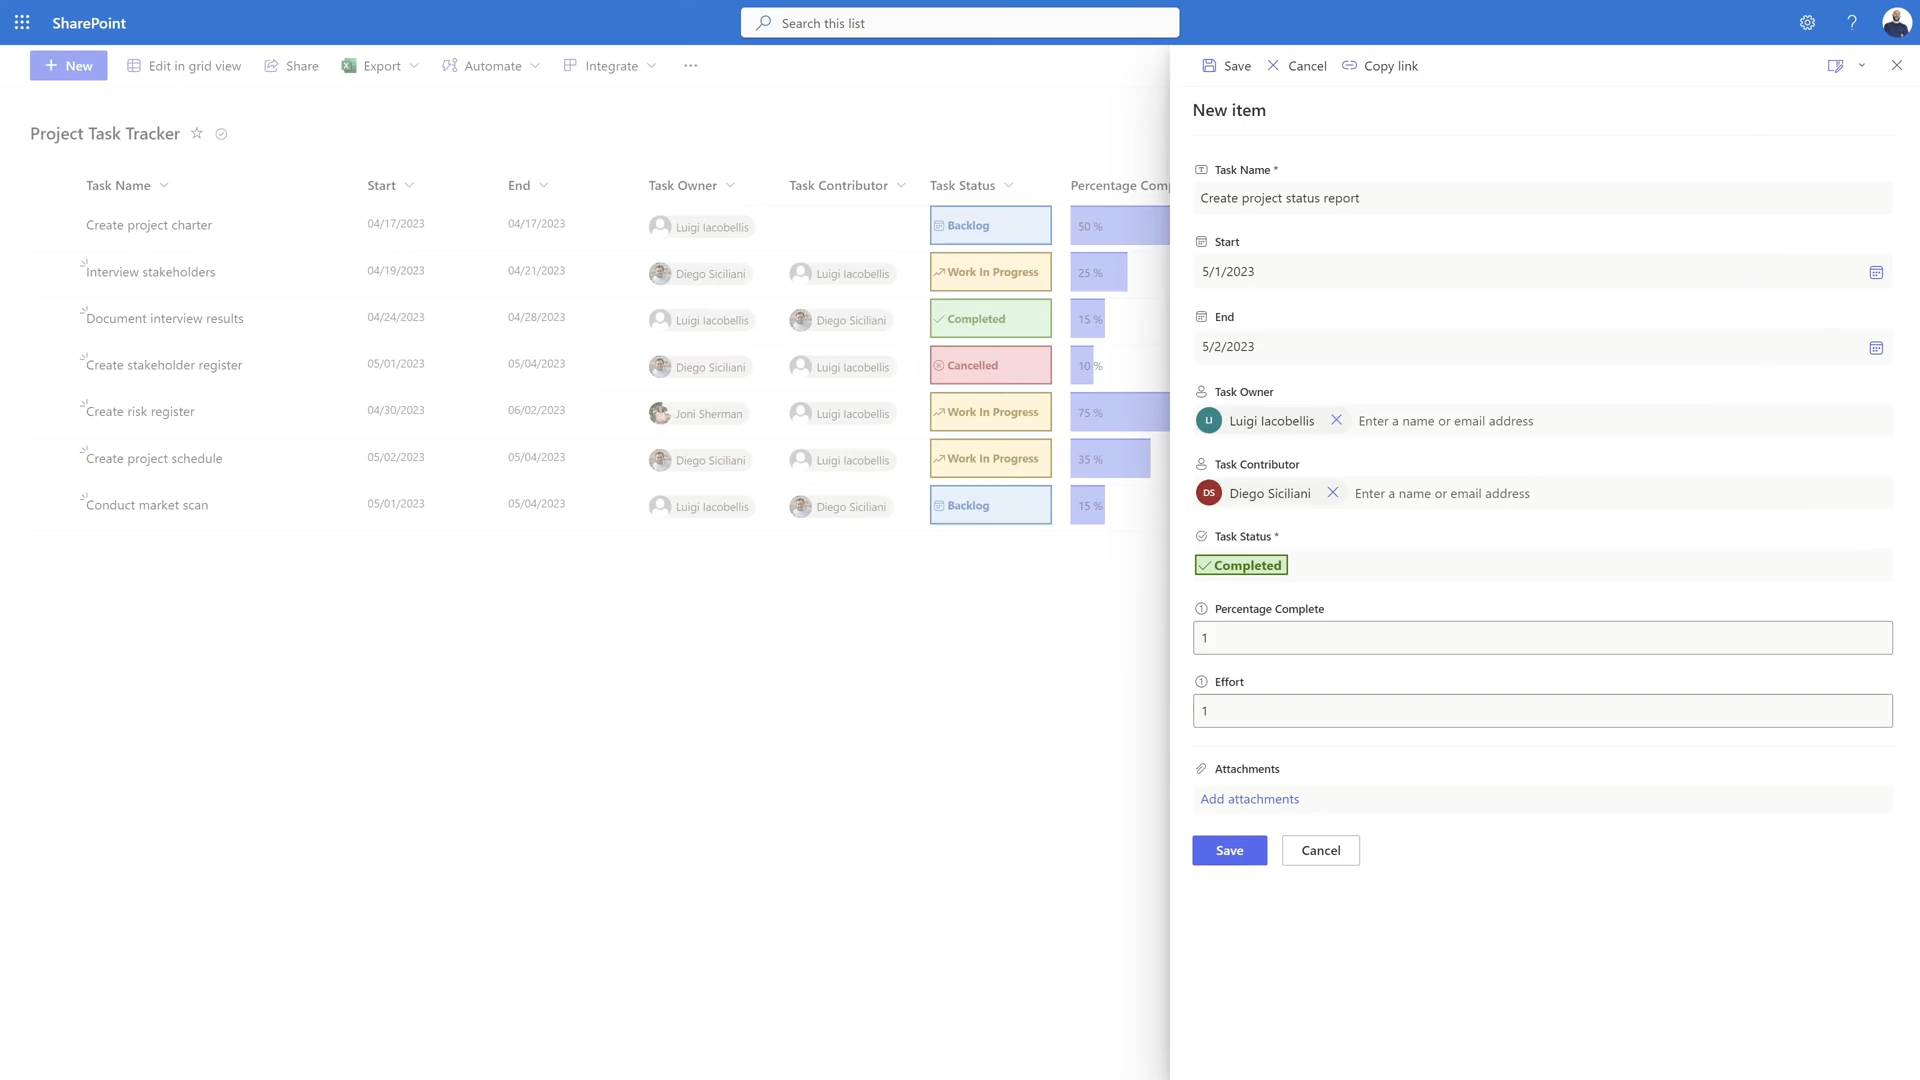 SharePoint
Search this list
New
Edit in grid view
Share
Export
Automate
Integrate
Project Task Tracker
Task Name Start End Task Owner Task Contributor Task Status Percentage Comp
Create project charter 04/17/2023 04/17/2023 Luigi Iacobellis Backlog 50 %
Interview stakeholders 04/19/2023 04/21/2023 Diego Siciliani Luigi Iacobellis Work In Progress 25 %
Document interview results 04/24/2023 04/28/2023 Luigi Iacobellis Diego Siciliani Completed 15 %
Create stakeholder register 05/01/2023 05/04/2023 Diego Siciliani Luigi Iacobellis Cancelled 10 %
Create risk register 04/30/2023 06/02/2023 Joni Sherman Luigi Iacobellis Work In Progress 75 %
Create project schedule 05/02/2023 05/04/2023 Diego Siciliani Luigi Iacobellis Work In Progress 35 %
Conduct market scan 05/01/2023 05/04/2023 Luigi Iacobellis Diego Siciliani Backlog 15 %
Save Cancel Copy link
New item
Task Name *
Create project status report
Start
5/1/2023
End
5/2/2023
Task Owner
LI Luigi Iacobellis Enter a name or email address
Task Contributor
DS Diego Siciliani Enter a name or email address
Task Status *
Completed
Percentage Complete
1
Effort
1
Attachments
Add attachments
Save Cancel